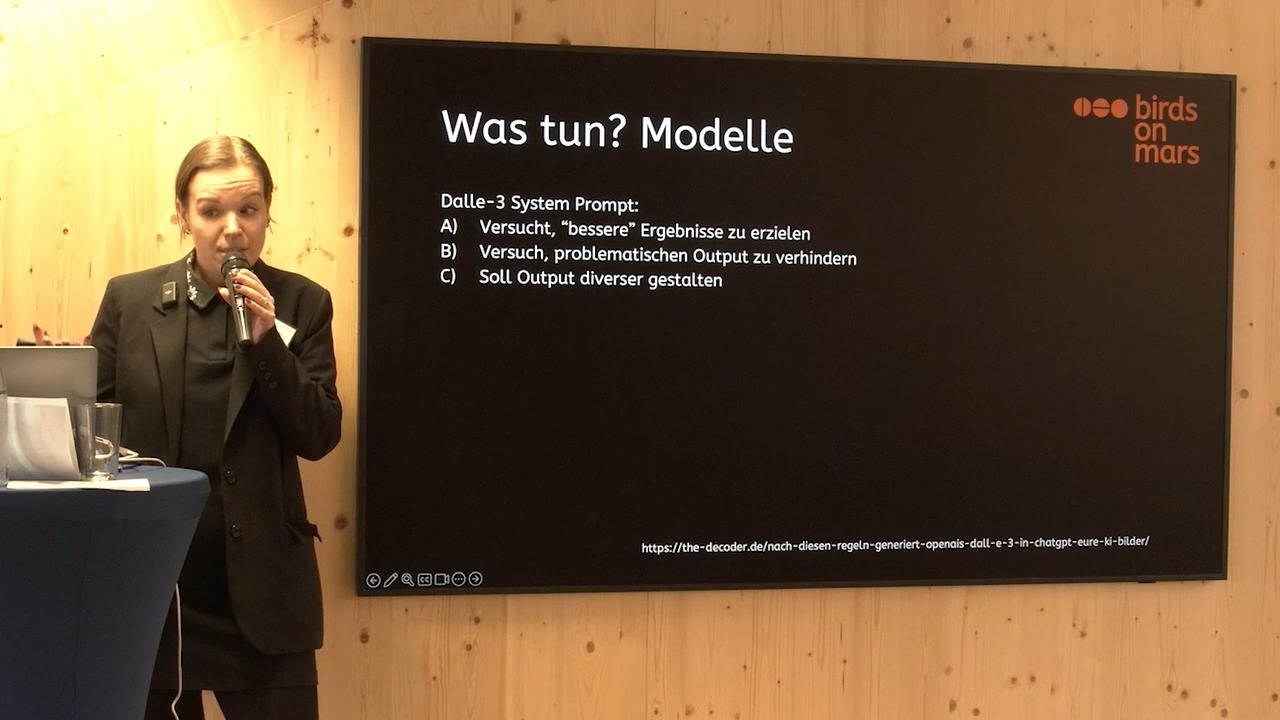 Was tun? Modelle
birds
on
mars
Dalle-3 System Prompt:
A) Versucht, “bessere” Ergebnisse zu erzielen
B) Versuch, problematischen Output zu verhindern
C) Soll Output diverser gestalten
https://the-decoder.de/nach-diesen-regeln-generiert-openais-dall-e-3-in-chatgpt-eure-ki-bilder/